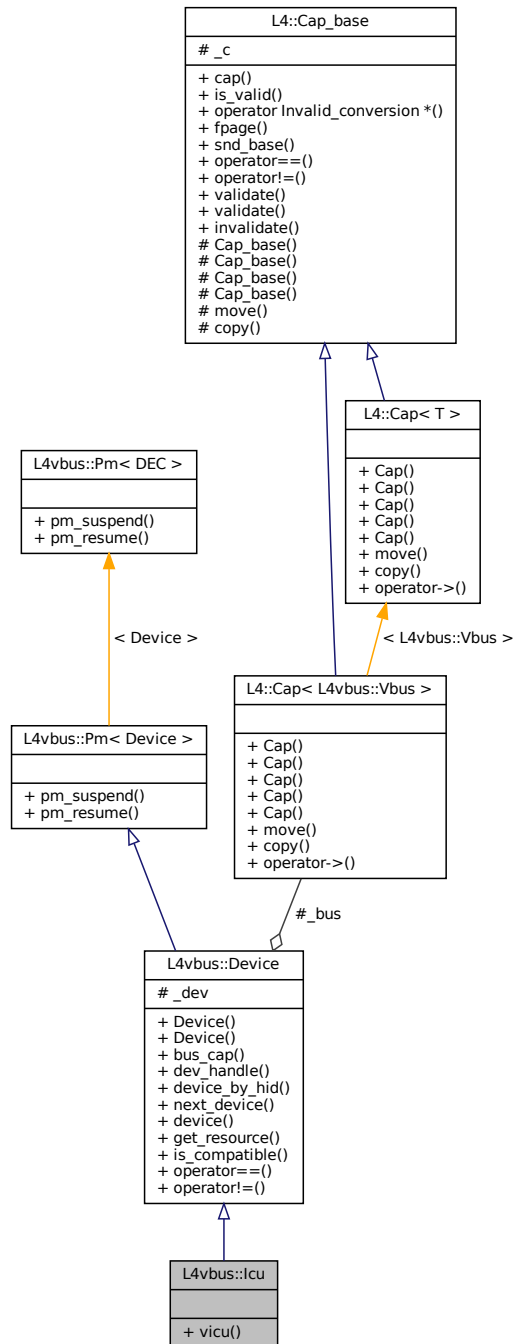 L4::Cap_base
# _c
+ cap()
+ is_valid()
+ operator Invalid_conversion *()
+ fpage()
+ snd_base()
+ operator==()
+ operator!=()
+ validate()
+ validate()
+ invalidate()
# Cap_base()
# Cap_base()
# Cap_base()
# Cap_base()
# move()
# copy()
L4::Cap< T >
+ Cap()
+ Cap()
+ Cap()
+ Cap()
+ Cap()
+ move()
+ copy()
+ operator->()
L4vbus::Pm< DEC >
+ pm_suspend()
+ pm_resume()
< Device >
< L4vbus::Vbus >
L4::Cap< L4vbus::Vbus >
+ Cap()
+ Cap()
+ Cap()
+ Cap()
+ Cap()
+ move()
+ copy()
+ operator->()
L4vbus::Pm< Device >
+ pm_suspend()
+ pm_resume()
#_bus
L4vbus::Device
# _dev
+ Device()
+ Device()
+ bus_cap()
+ dev_handle()
+ device_by_hid()
+ next_device()
+ device()
+ get_resource()
+ is_compatible()
+ operator==()
+ operator!=()
L4vbus::Icu
+ vicu()